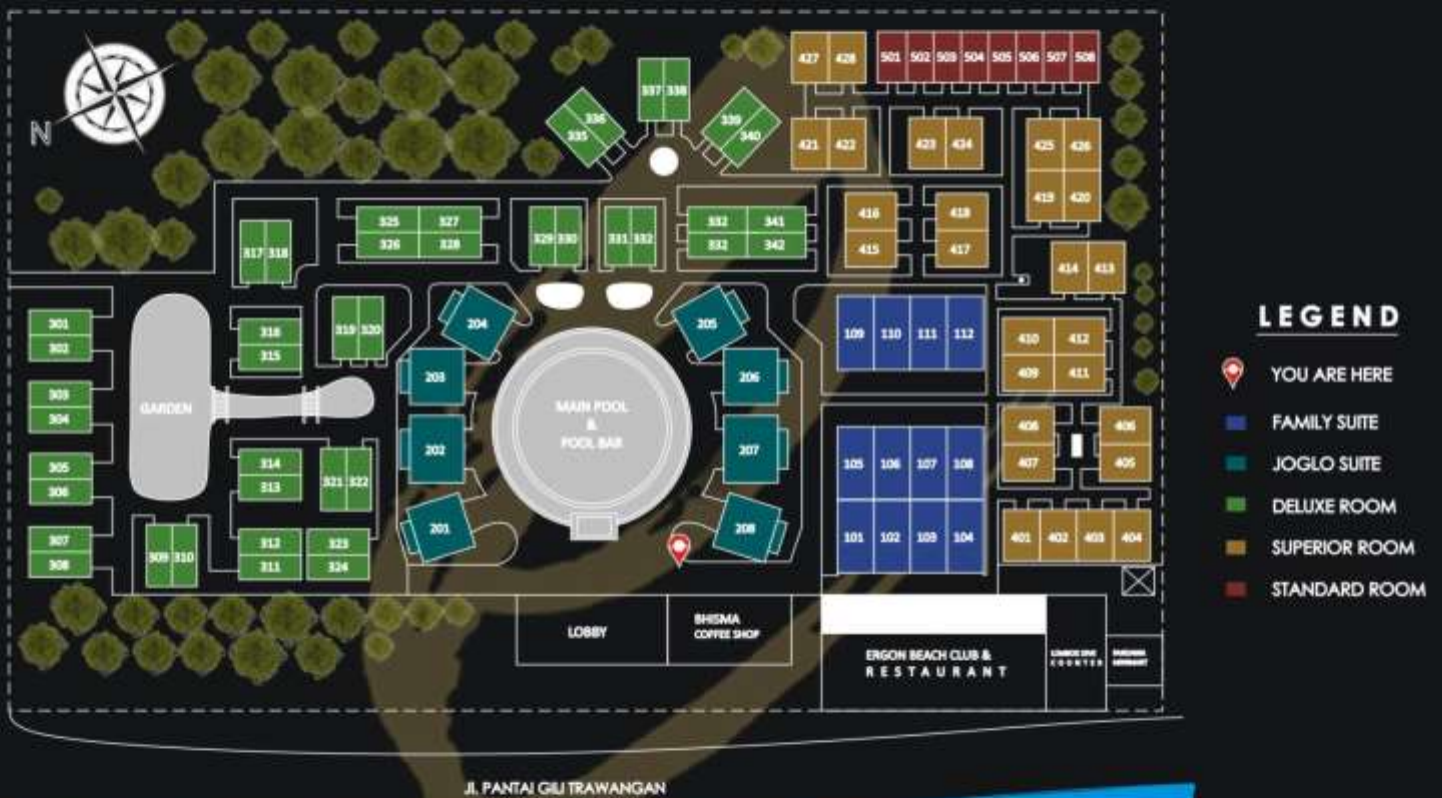 N
427 428
501 502 503 504 505 506 507 508
337 338
336
335
339
340
421 422
423 424
425 426
419 420
325 327
326 328
329 330
331 332
332 341
332 342
416
415
418
417
317 318
414 413
301
302
316
315
319 320
204
205
109 110 111 112
410 412
409 411
303
304
GARDEN
203
206
MAIN POOL
&
POOL BAR
408
407
406
405
305
306
314
313
321 322
202
207
105 106 107 108
101 102 103 104
307
308
309 310
312
311
323
324
201
208
401 402 403 404
LOBBY
BHISMA
COFFEE SHOP
ERGON BEACH CLUB &
RESTAURANT
COUNTER
JI. PANTAI GILI TRAWANGAN
LEGEND
YOU ARE HERE
FAMILY SUITE
JOGLO SUITE
DELUXE ROOM
SUPERIOR ROOM
STANDARD ROOM